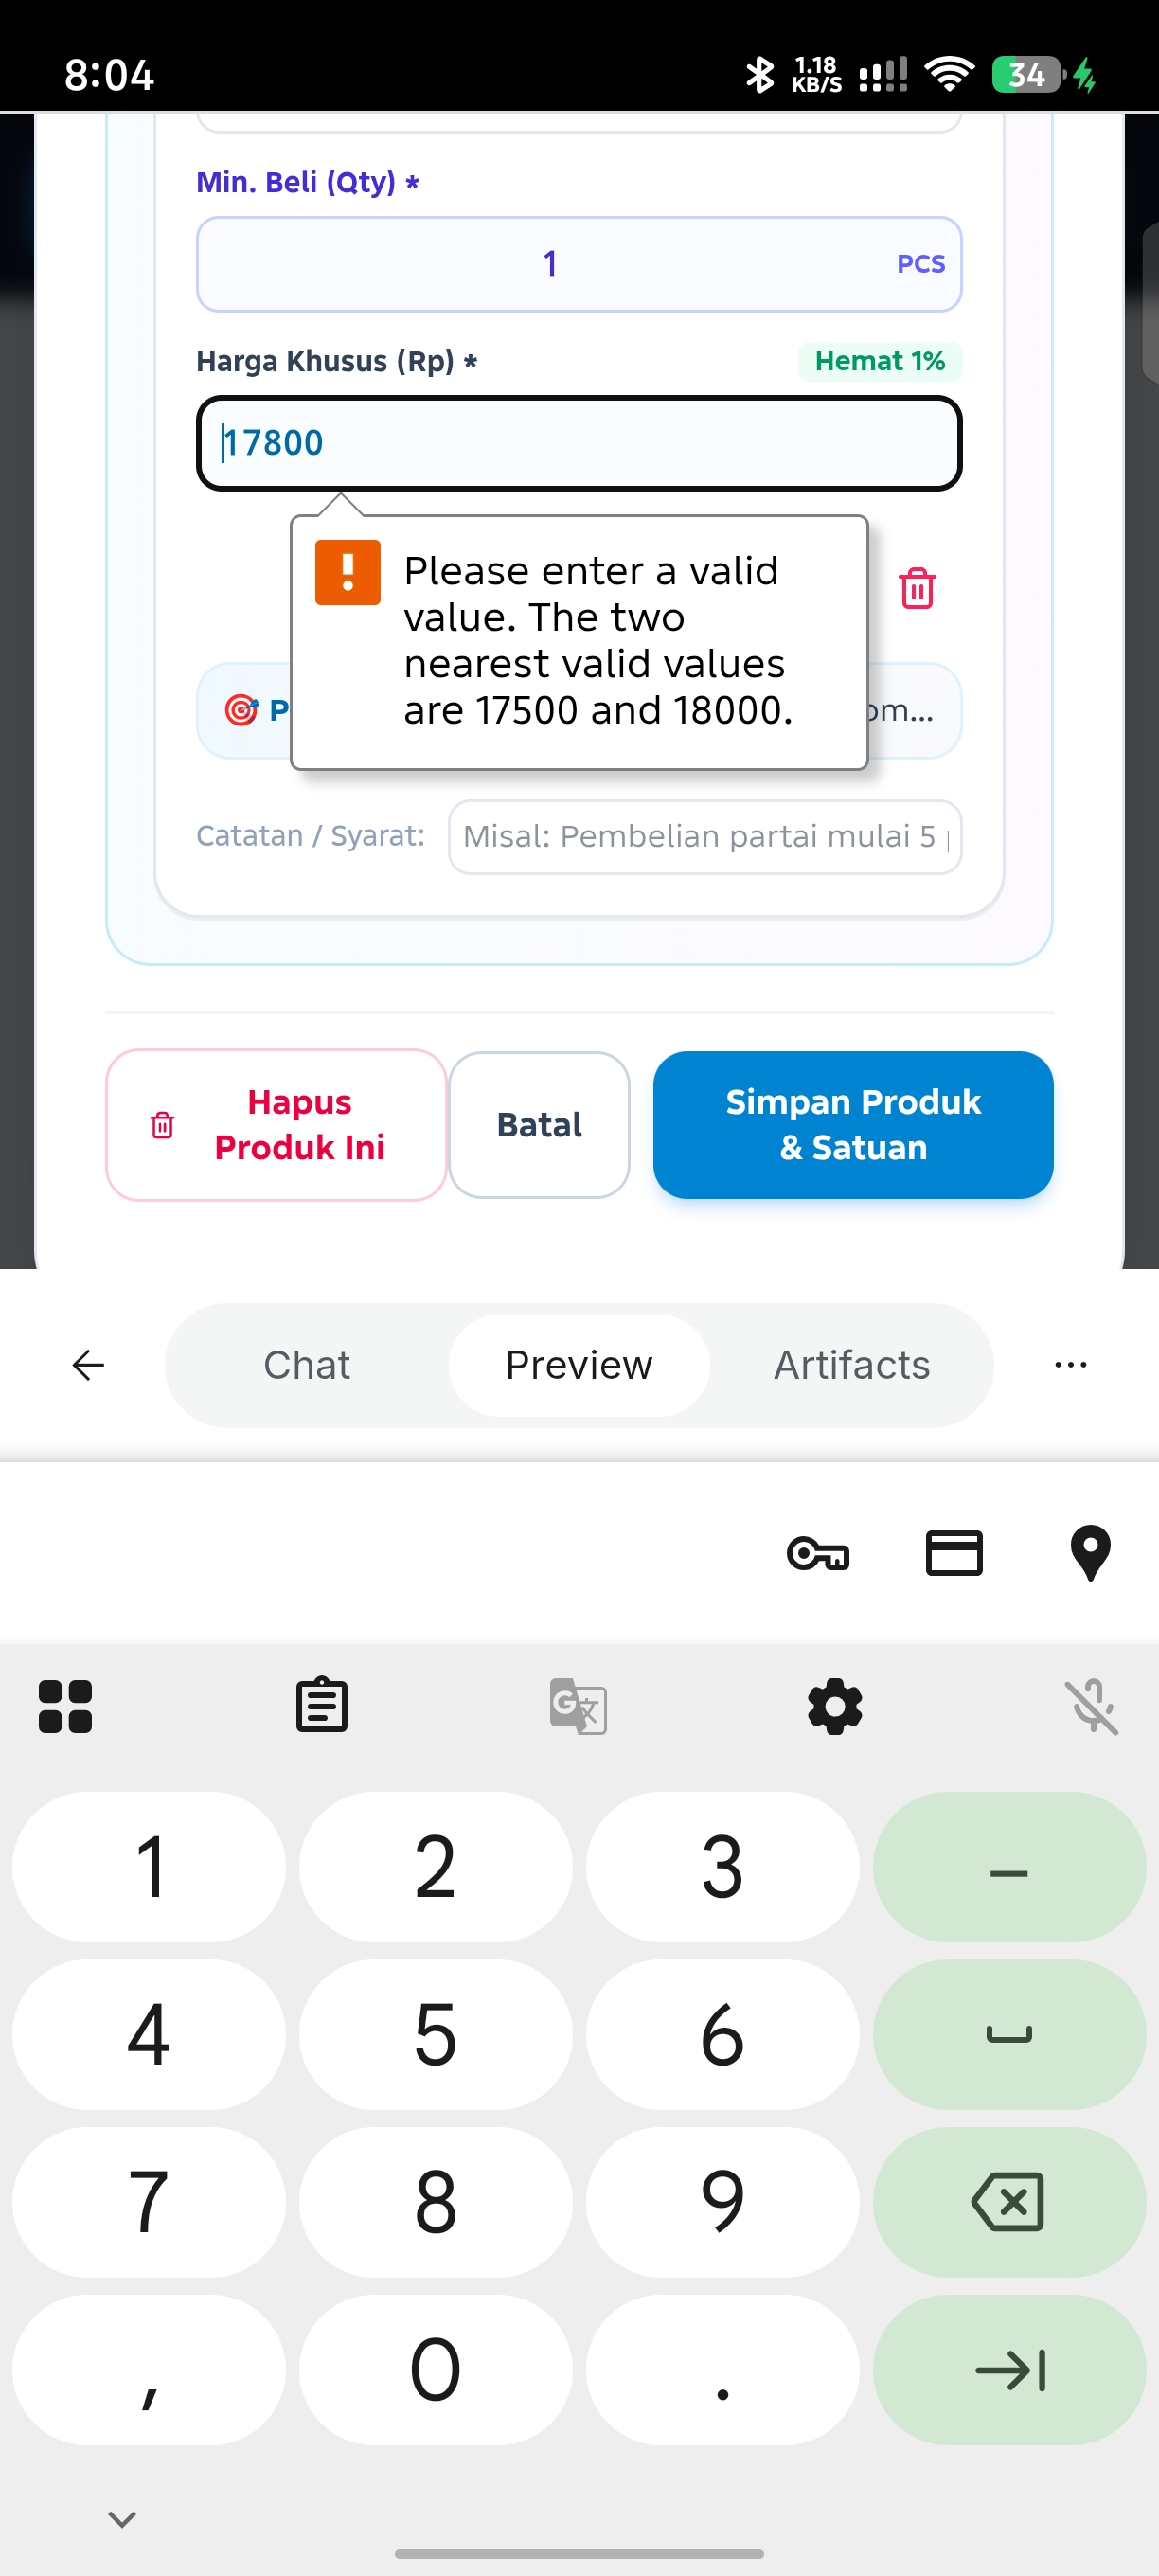 8:04
1.18
KB/S
34
Min. Beli (Qty) *
1
PCS
Harga Khusus (Rp) *
Hemat 1%
17800
Please enter a valid
value. The two
nearest valid values
are 17500 and 18000.
Catatan / Syarat:
Misal: Pembelian partai mulai 5
Hapus
Produk Ini
Batal
Simpan Produk
& Satuan
Chat
Preview
Artifacts
1
2
3
–
4
5
6
7
8
9
,
0
.